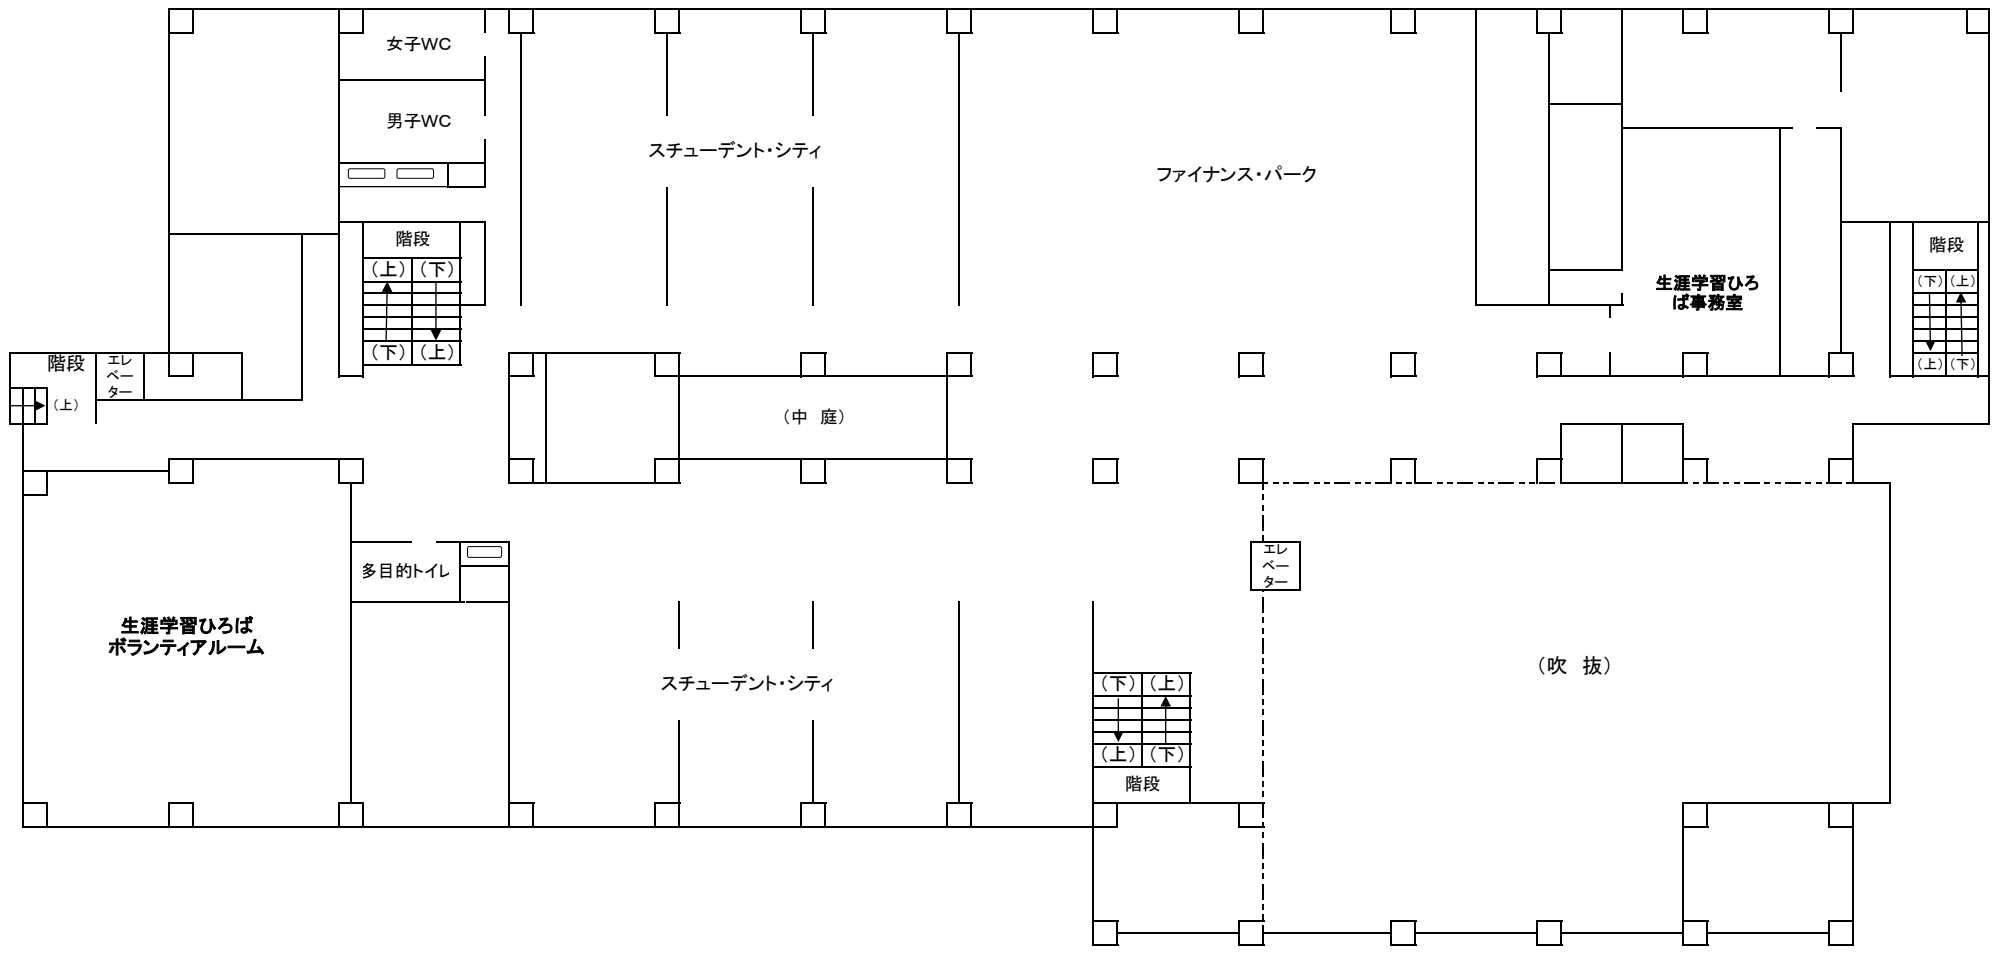 女子WC
男子WC
スチューデント・シティ
ファイナンス・パーク
階段
(上) (下)
(下) (上)
階段
(下) (上)
(上) (下)
生涯学習ひろ
ば事務室
階段
(上)
エレ
ベー
ター
(中 庭)
多目的トイレ
エレ
ベー
ター
生涯学習ひろば
ボランティアルーム
スチューデント・シティ
(下) (上)
(上) (下)
階段
(吹 抜)